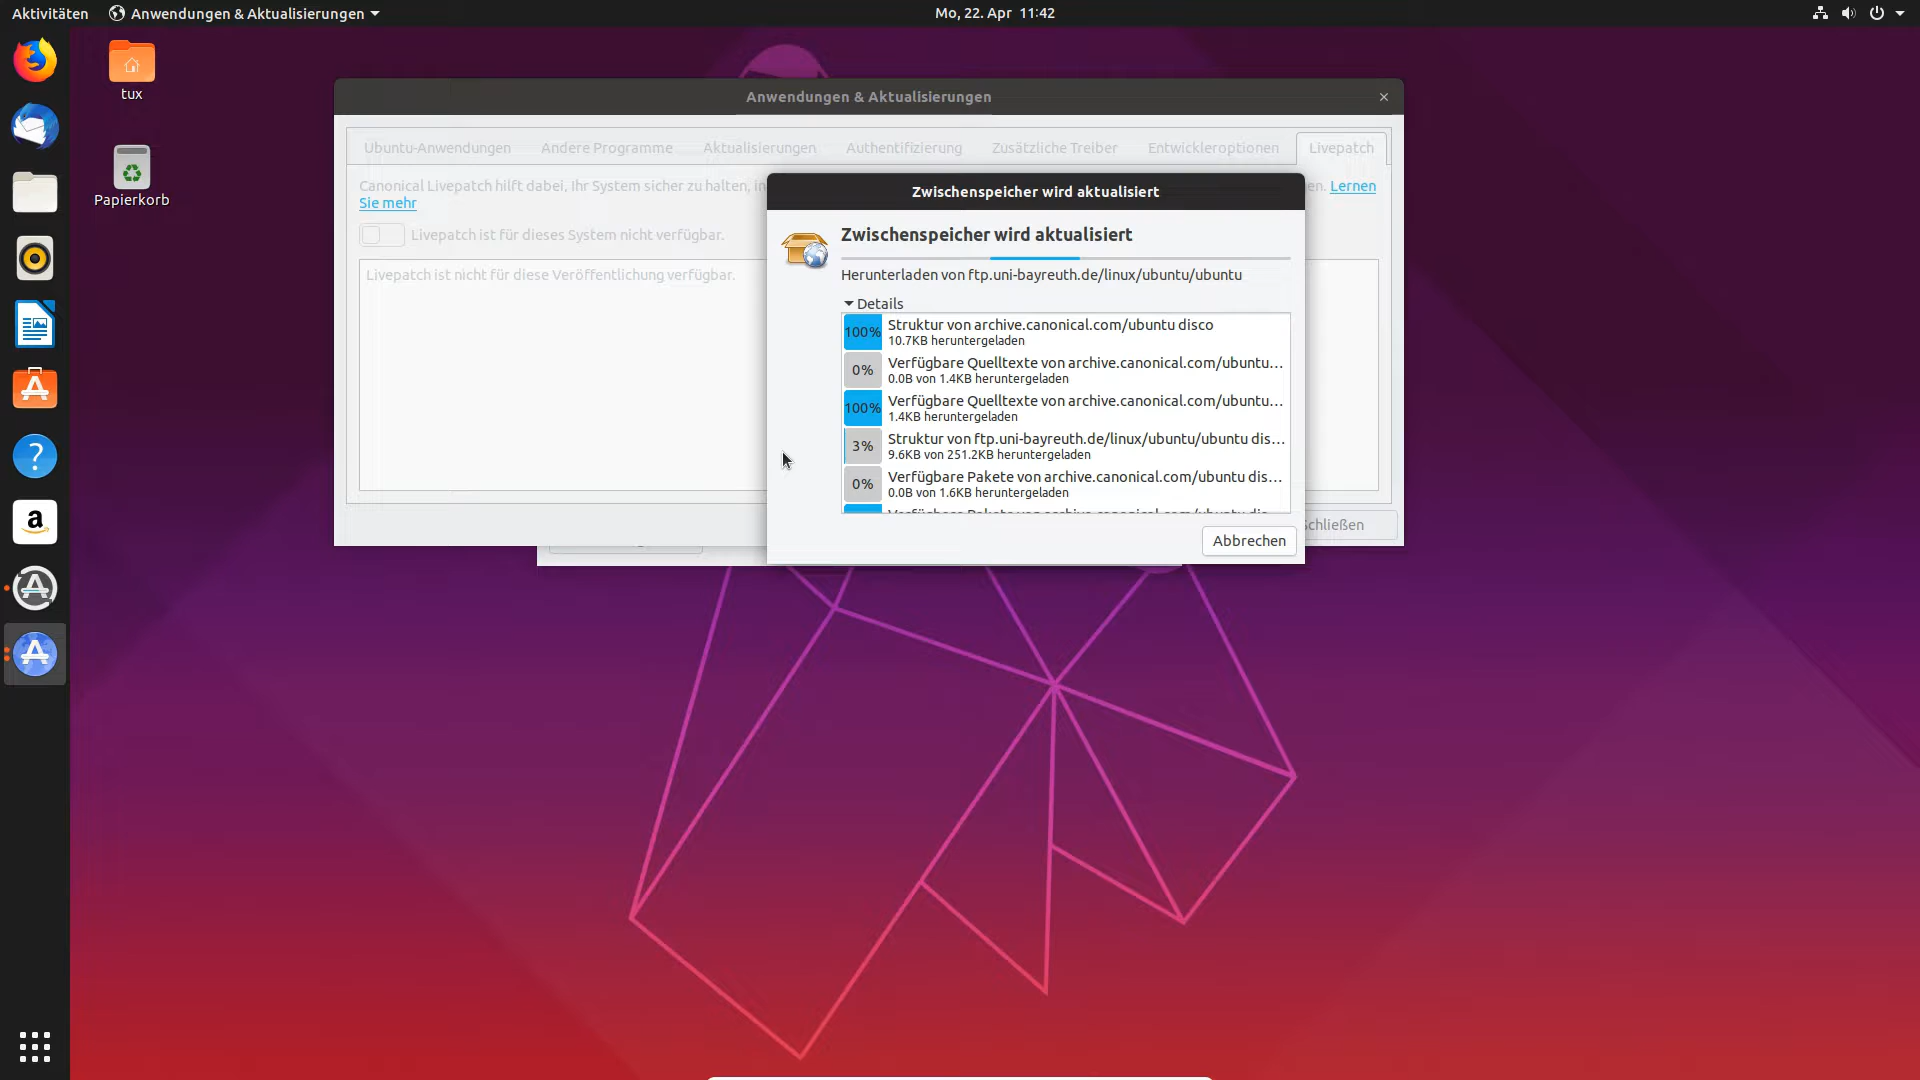 Aktivitäten
Anwendungen & Aktualisierungen
Mo, 22. Apr 11:42
tux
Papierkorb
Anwendungen & Aktualisierungen
Ubuntu-Anwendungen
Andere Programme
Aktualisierungen
Authentifizierung
Zusätzliche Treiber
Entwickleroptionen
Livepatch
Canonical Livepatch hilft dabei, Ihr System sicher zu halten, in
en. Lernen
Sie mehr
Livepatch ist für dieses System nicht verfügbar.
Livepatch ist nicht für diese Veröffentlichung verfügbar.
Zwischenspeicher wird aktualisiert
Zwischenspeicher wird aktualisiert
Herunterladen von ftp.uni-bayreuth.de/linux/ubuntu/ubuntu
Details
100% Struktur von archive.canonical.com/ubuntu disco
10.7KB heruntergeladen
0% Verfügbare Quelltexte von archive.canonical.com/ubuntu...
0.0B von 1.4KB heruntergeladen
100% Verfügbare Quelltexte von archive.canonical.com/ubuntu...
1.4KB heruntergeladen
3% Struktur von ftp.uni-bayreuth.de/linux/ubuntu/ubuntu dis...
9.6KB von 251.2KB heruntergeladen
0% Verfügbare Pakete von archive.canonical.com/ubuntu dis...
0.0B von 1.6KB heruntergeladen
Schließen
Abbrechen